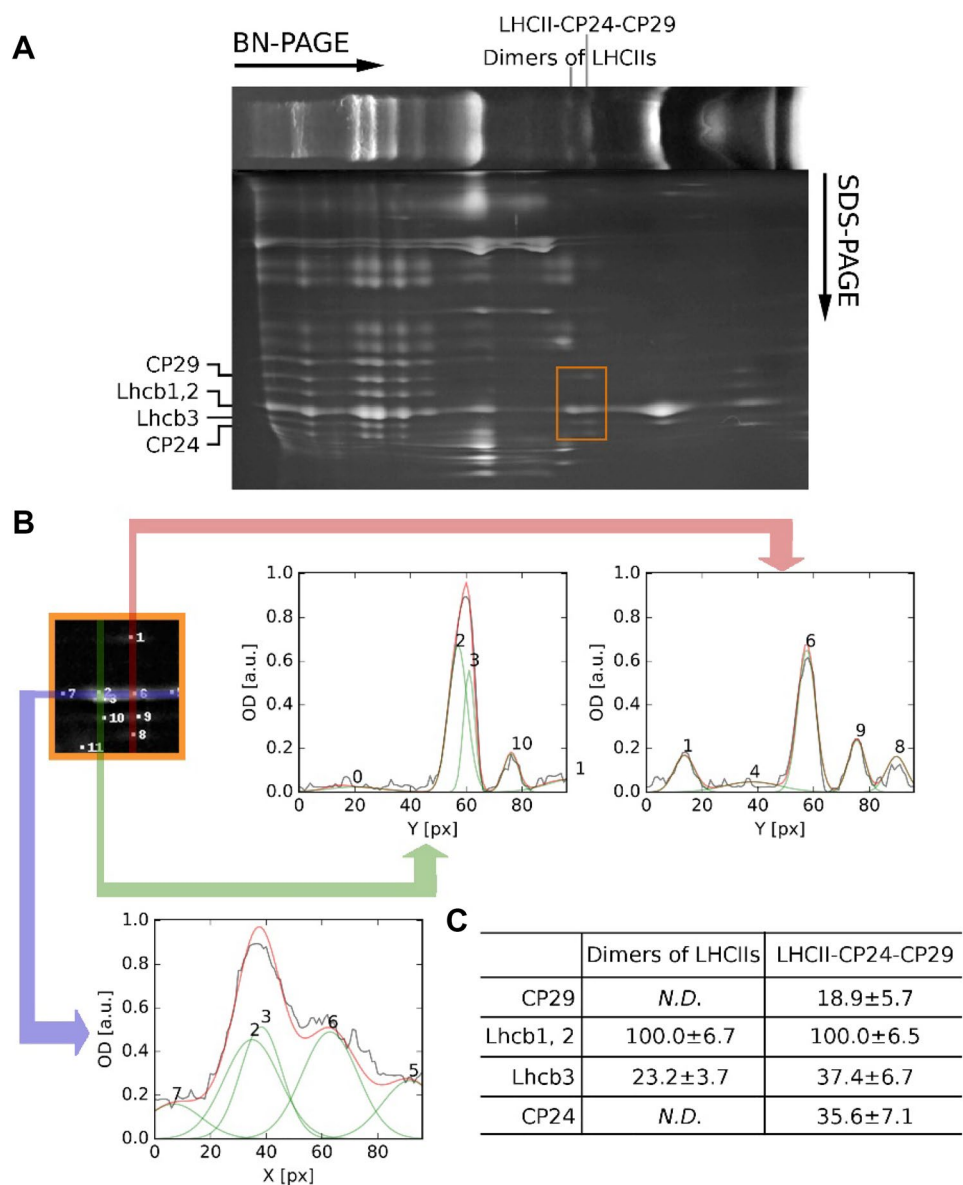 A
BN-PAGE
LHCII-CP24-CP29
Dimers of LHCIIs
SDS-PAGE
CP29
Lhcb1,2
Lhcb3
CP24
B
1
7 2 6
3
10 9
8
11
OD [a.u.]
1.0
0.8
0.6
0.4
0.2
0.0
0 20 40 60 80
Y [px]
0 2 3 10 1
OD [a.u.]
1.0
0.8
0.6
0.4
0.2
0.0
0 20 40 60 80
Y [px]
1 4 6 9 8
OD [a.u.]
1.0
0.8
0.6
0.4
0.2
0.0
0 20 40 60 80
X [px]
7 2 3 6 5
C
Dimers of LHCIIs LHCII-CP24-CP29
CP29 N.D. 18.9±5.7
Lhcb1, 2 100.0±6.7 100.0±6.5
Lhcb3 23.2±3.7 37.4±6.7
CP24 N.D. 35.6±7.1